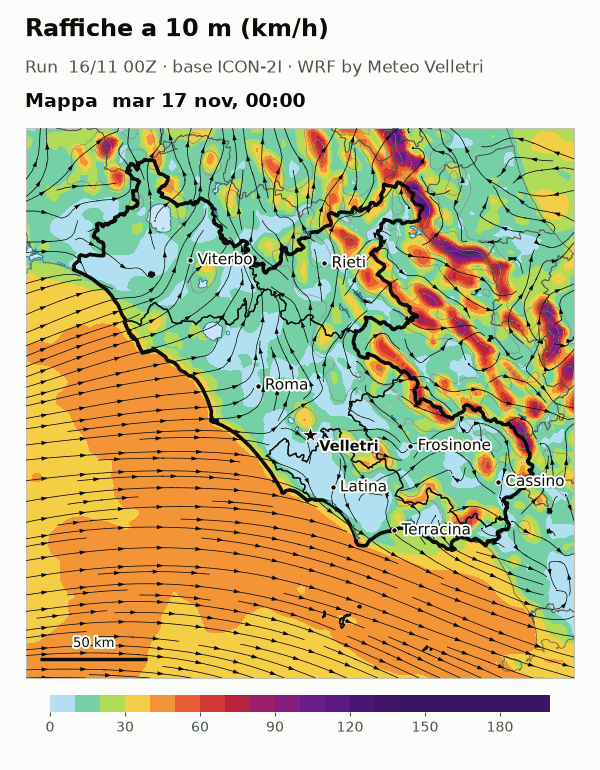 Raffiche a 10 m (km/h)
Run 16/11 00Z · base ICON-2I · WRF by Meteo Velletri
Mappa mar 17 nov, 00:00
Viterbo
Rieti
Roma
Velletri
Frosinone
Cassino
Latina
Terracina
50 km
0 30 60 90 120 150 180